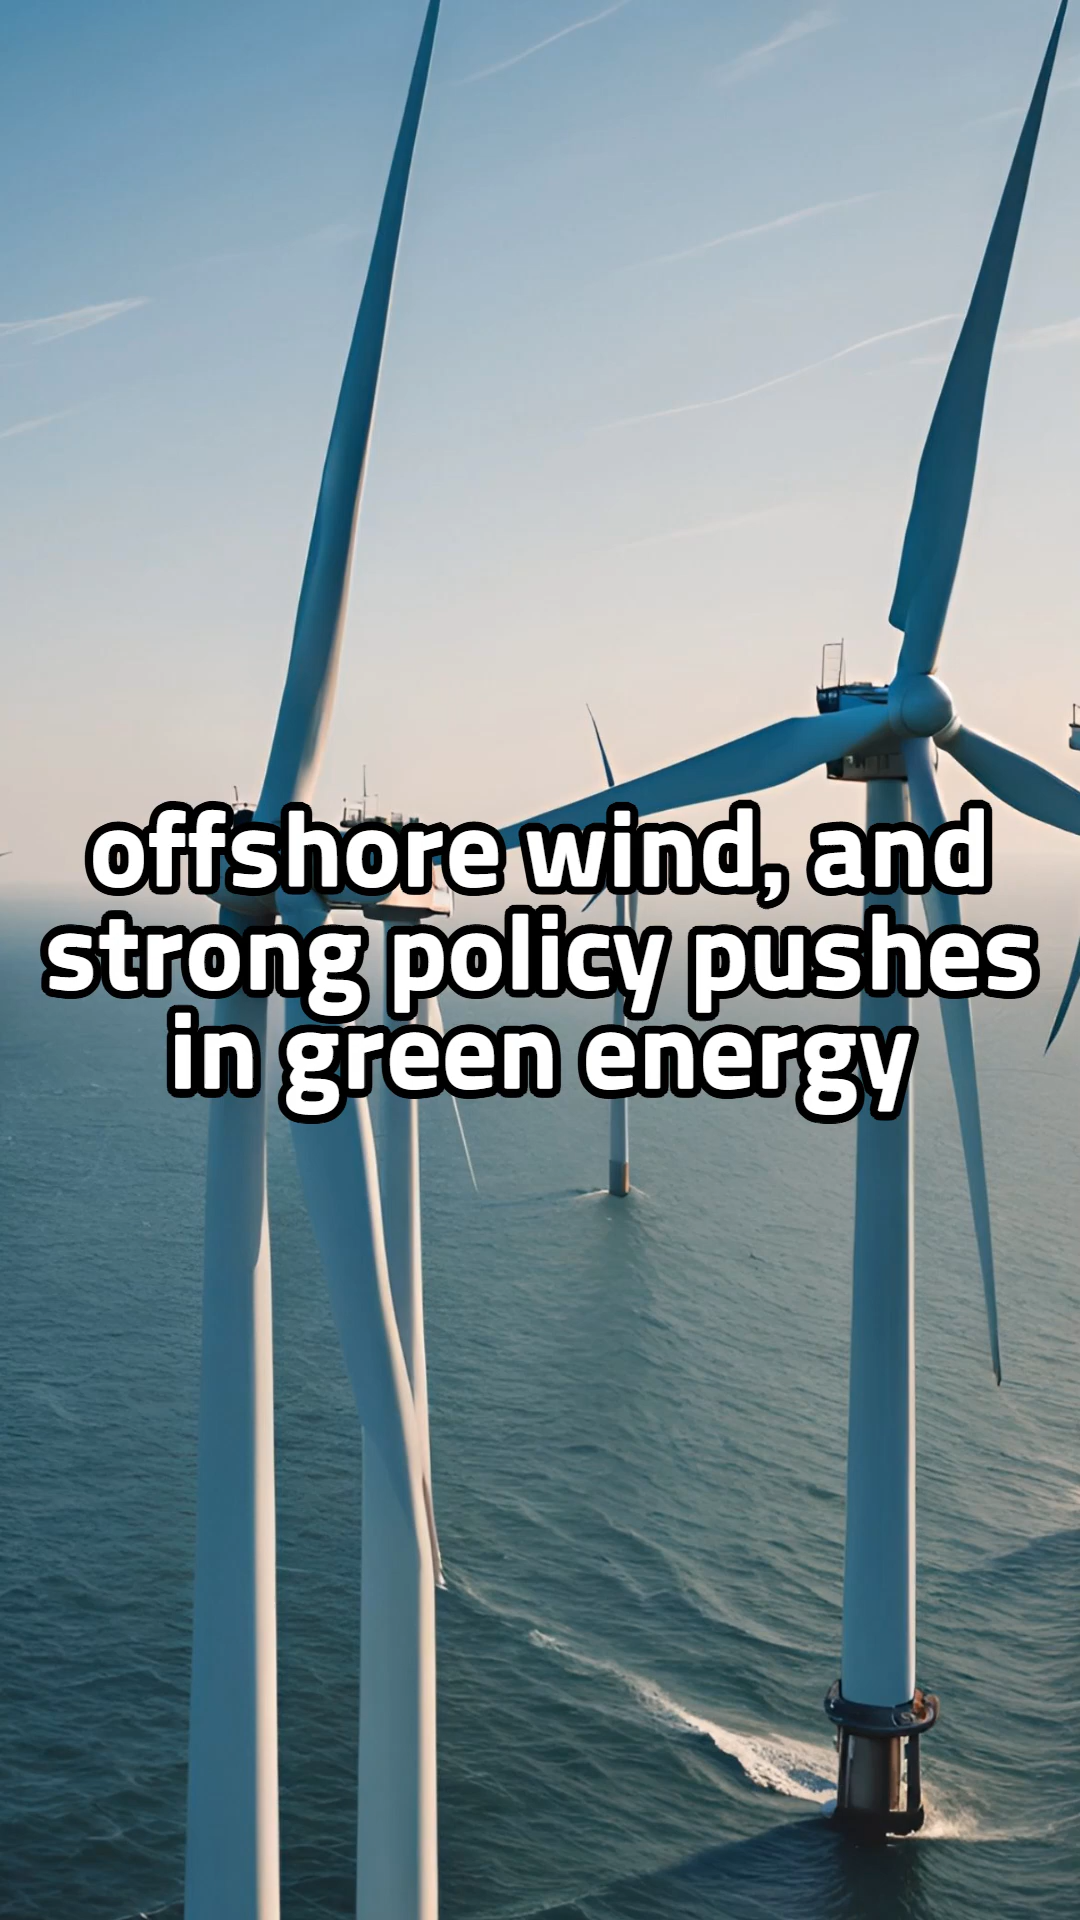 offshore wind, and
strong policy pushes
in green energy